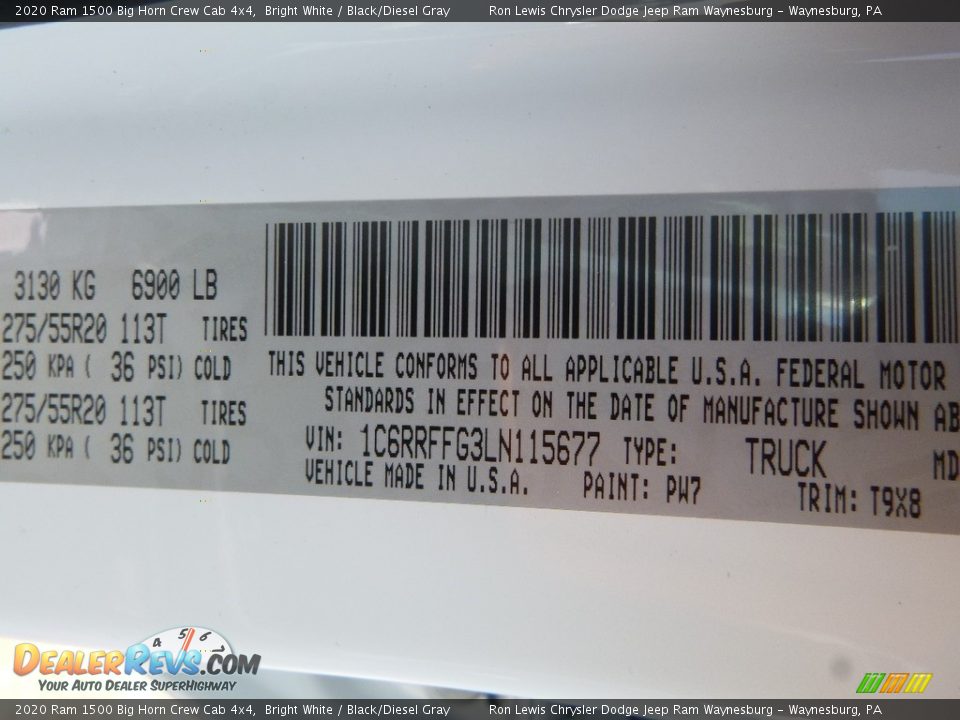 2020 Ram 1500 Big Horn Crew Cab 4x4, Bright White / Black/Diesel Gray Ron Lewis Chrysler Dodge Jeep Ram Waynesburg - Waynesburg, PA
3130 KG 6900 LB
275/55R20 113T TIRES
250 KPA ( 36 PSI) COLD
275/55R20 113T TIRES
250 KPA ( 36 PSI) COLD
THIS VEHICLE CONFORMS TO ALL APPLICABLE U.S.A. FEDERAL MOTOR
STANDARDS IN EFFECT ON THE DATE OF MANUFACTURE SHOWN AB
VIN: 1C6RRFFG3LN115677 TYPE: TRUCK MD
VEHICLE MADE IN U.S.A. PAINT: PW7 TRIM: T9X8
4 5 6
DealerRevs.com
Your Auto Dealer SuperHighway
2020 Ram 1500 Big Horn Crew Cab 4x4, Bright White / Black/Diesel Gray Ron Lewis Chrysler Dodge Jeep Ram Waynesburg - Waynesburg, PA